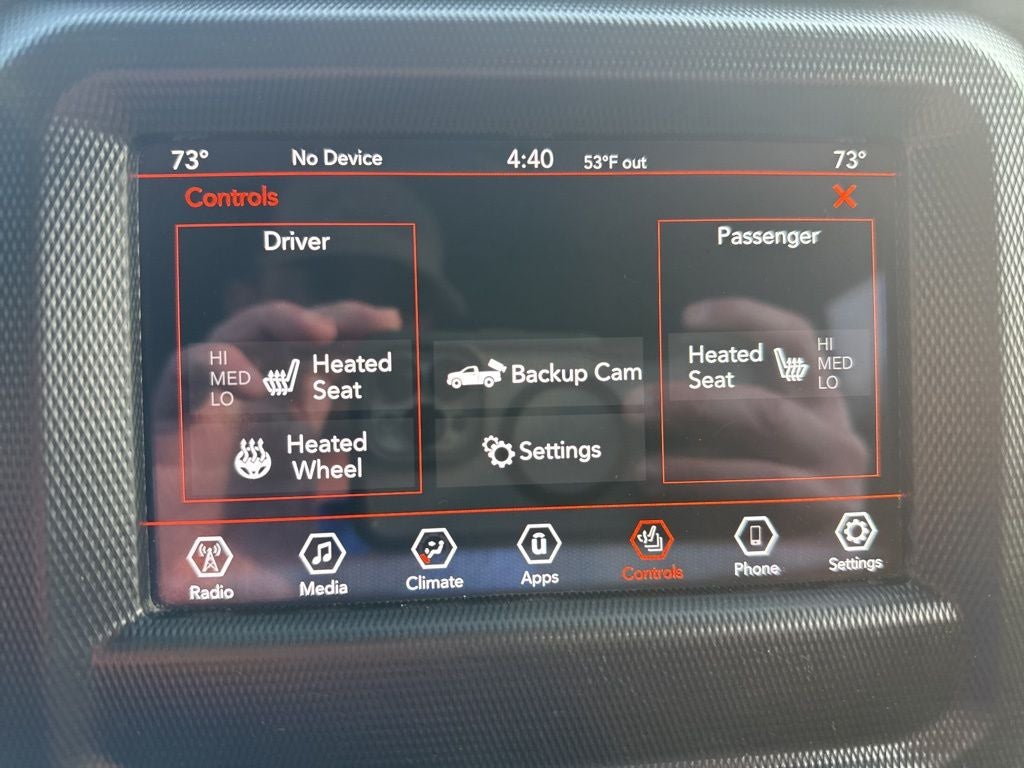 73° No Device 4:40 53°F out 73°
Controls X
Driver
Passenger
HI
MED
LO
Heated
Seat
Backup Cam
Heated
Seat
HI
MED
LO
Heated
Wheel
Settings
Radio Media Climate Apps Controls Phone Settings